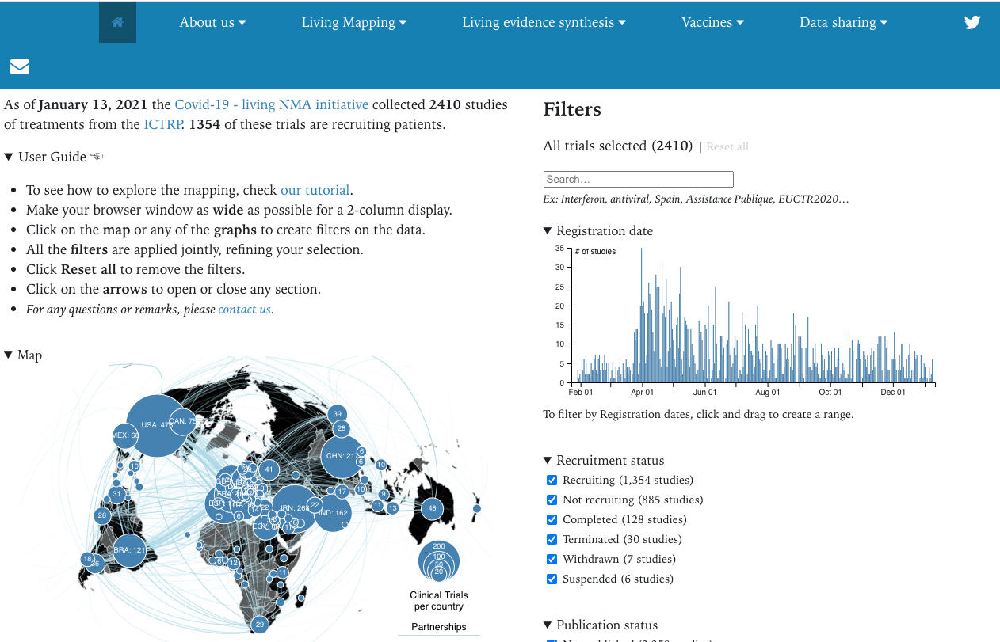 About us
Living Mapping
Living evidence synthesis
Vaccines
Data sharing
As of January 13, 2021 the Covid-19 - living NMA initiative collected 2410 studies
of treatments from the ICTRP. 1354 of these trials are recruiting patients.
User Guide
To see how to explore the mapping, check our tutorial.
Make your browser window as wide as possible for a 2-column display.
Click on the map or any of the graphs to create filters on the data.
All the filters are applied jointly, refining your selection.
Click Reset all to remove the filters.
Click on the arrows to open or close any section.
For any questions or remarks, please contact us.
Map
39
28
USA: 478
CAN: 75
MEX: 68
CHN: 217
6
6
10
10
41
31
17
10
9
11
13
48
28
IRN: 268
22
IND: 162
22
14
6
11
6
BRA: 121
18
6
12
11
29
200
100
50
20
Clinical Trials
per country
Partnerships
Filters
All trials selected (2410) | Reset all
Search...
Ex: Interferon, antiviral, Spain, Assistance Publique, EUCTR2020...
Registration date
# of studies
35
30
25
20
15
10
5
0
Feb 01
Apr 01
Jun 01
Aug 01
Oct 01
Dec 01
To filter by Registration dates, click and drag to create a range.
Recruitment status
Recruiting (1,354 studies)
Not recruiting (885 studies)
Completed (128 studies)
Terminated (30 studies)
Withdrawn (7 studies)
Suspended (6 studies)
Publication status